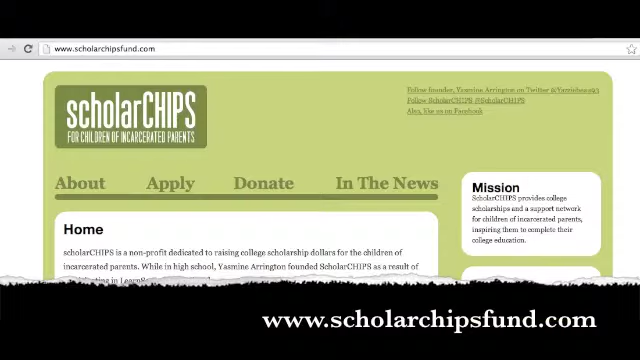 www.scholarchipsfund.com
scholarCHIPS
FOR CHILDREN OF INCARCERATED PARENTS
Follow founder, Yasmine Arrington on Twitter
Follow ScholarCHIPS @ScholarCHIPS
Also, Use us on Facebook
About Apply Donate In The News
Mission
ScholarCHIPS provides college
scholarships and a support network
for children of incarcerated parents,
inspiring them to complete their
college education.
Home
scholarCHIPS is a non-profit dedicated to raising college scholarship dollars for the children of
incarcerated parents. While in high school, Yasmine Arrington founded ScholarCHIPS as a result of
www.scholarchipsfund.com